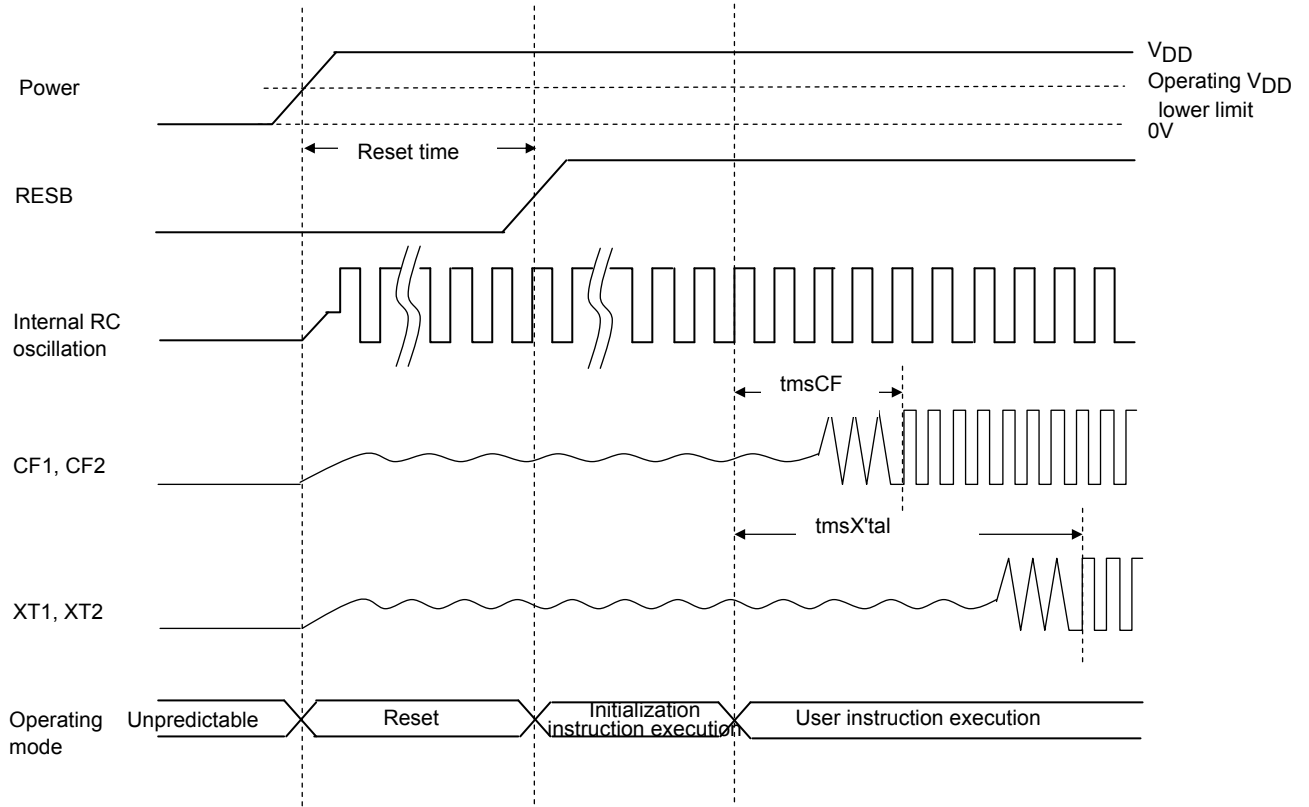 VDD
Power
Operating VDD
lower limit
0V
Reset time
RESB
Internal RC
oscillation
tmsCF
CF1, CF2
tmsX'tal
XT1, XT2
Operating
mode
Unpredictable
Reset
Initialization
instruction execution
User instruction execution